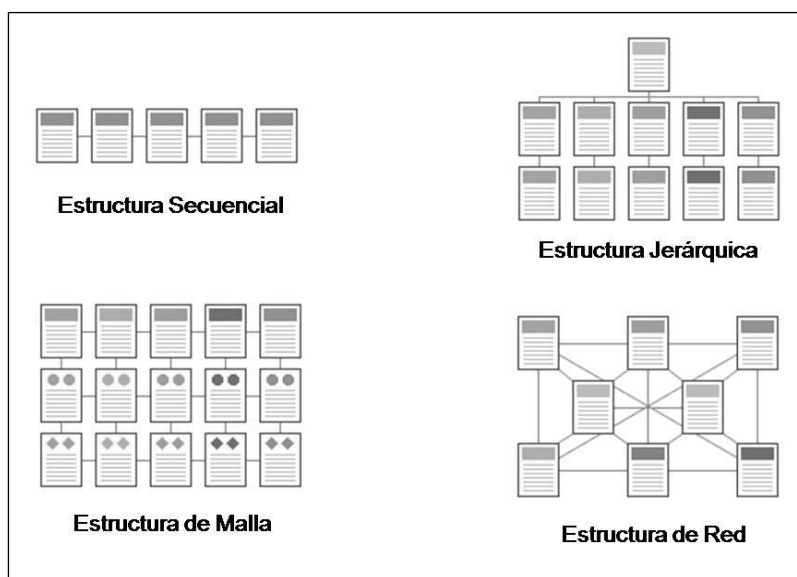 Estructura Secuencial
Estructura Jerárquica
Estructura de Malla
Estructura de Red